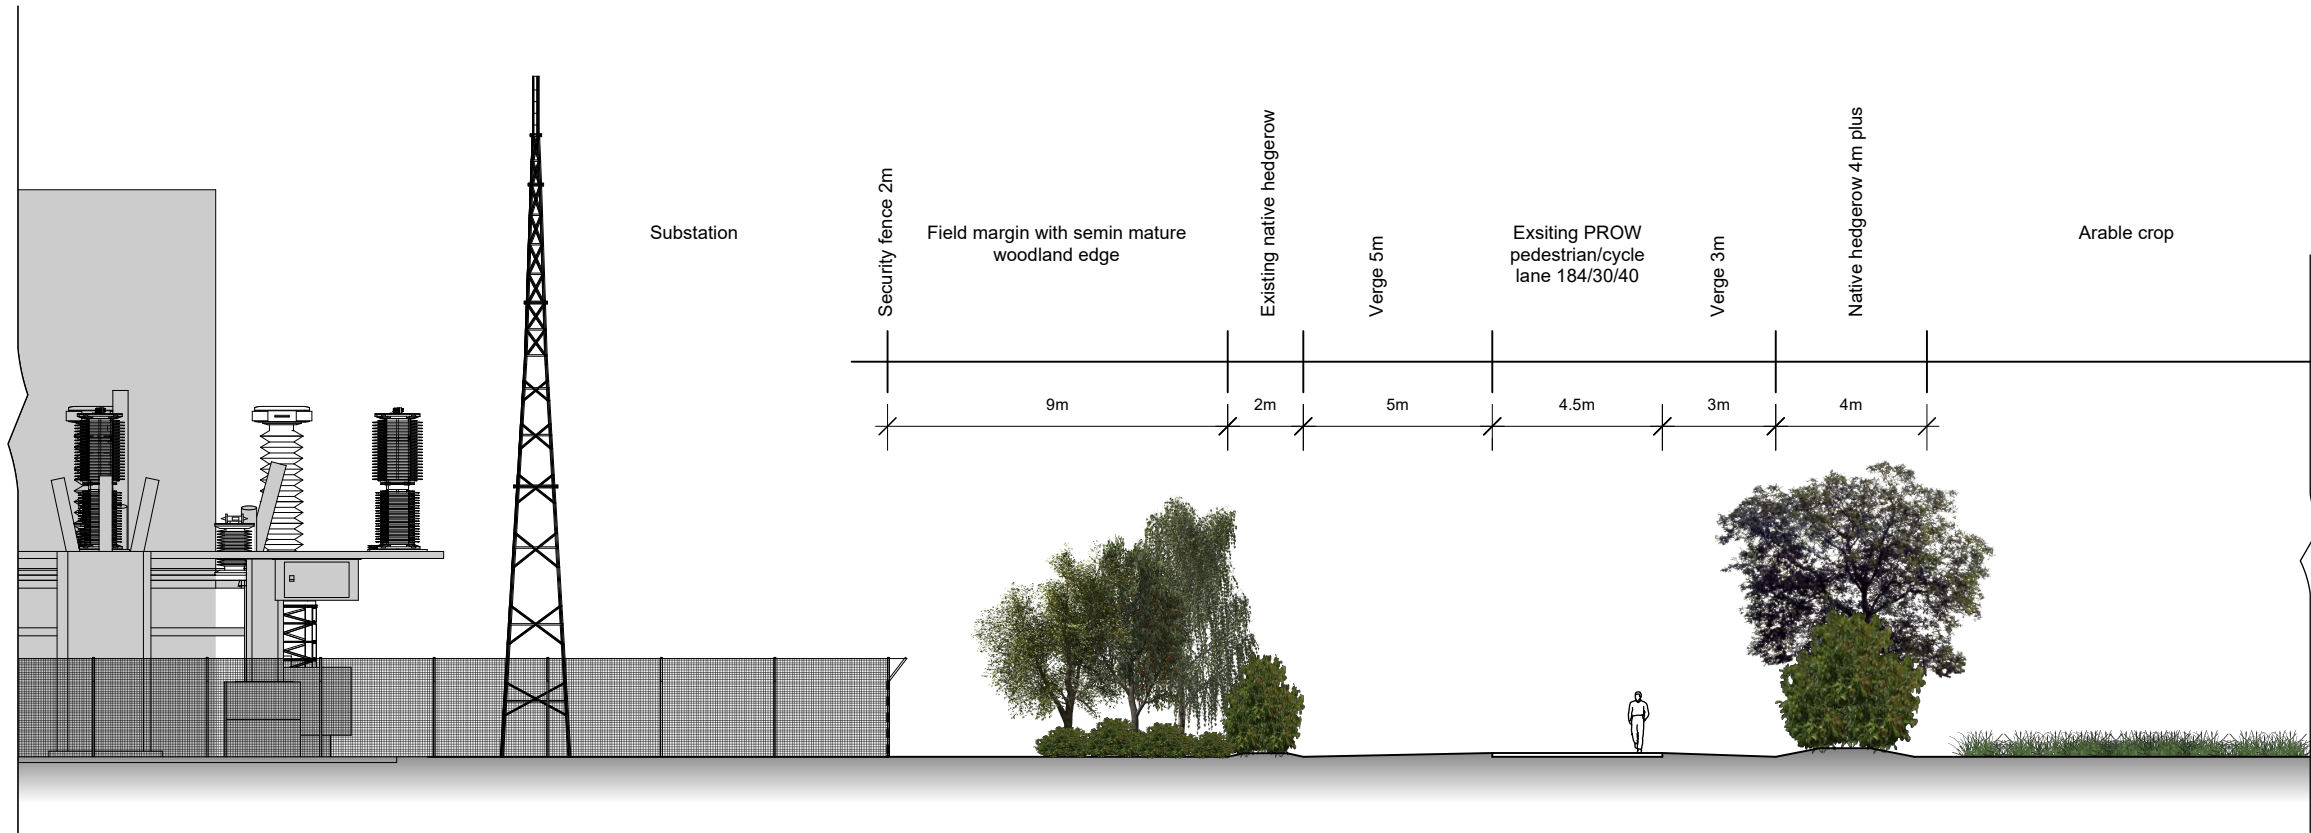 Substation
Security fence 2m
Field margin with semin mature
woodland edge
Existing native hedgerow
Verge 5m
Exsiting PROW
pedestrian/cycle
lane 184/30/40
Verge 3m
Native hedgerow 4m plus
Arable crop
9m
2m
5m
4.5m
3m
4m